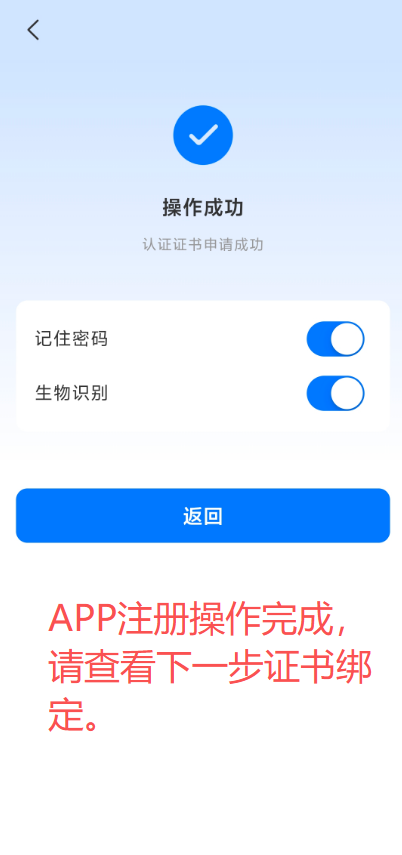 操作成功
认证证书申请成功
记住密码
生物识别
返回
APP注册操作完成，
请查看下一步证书绑
定。